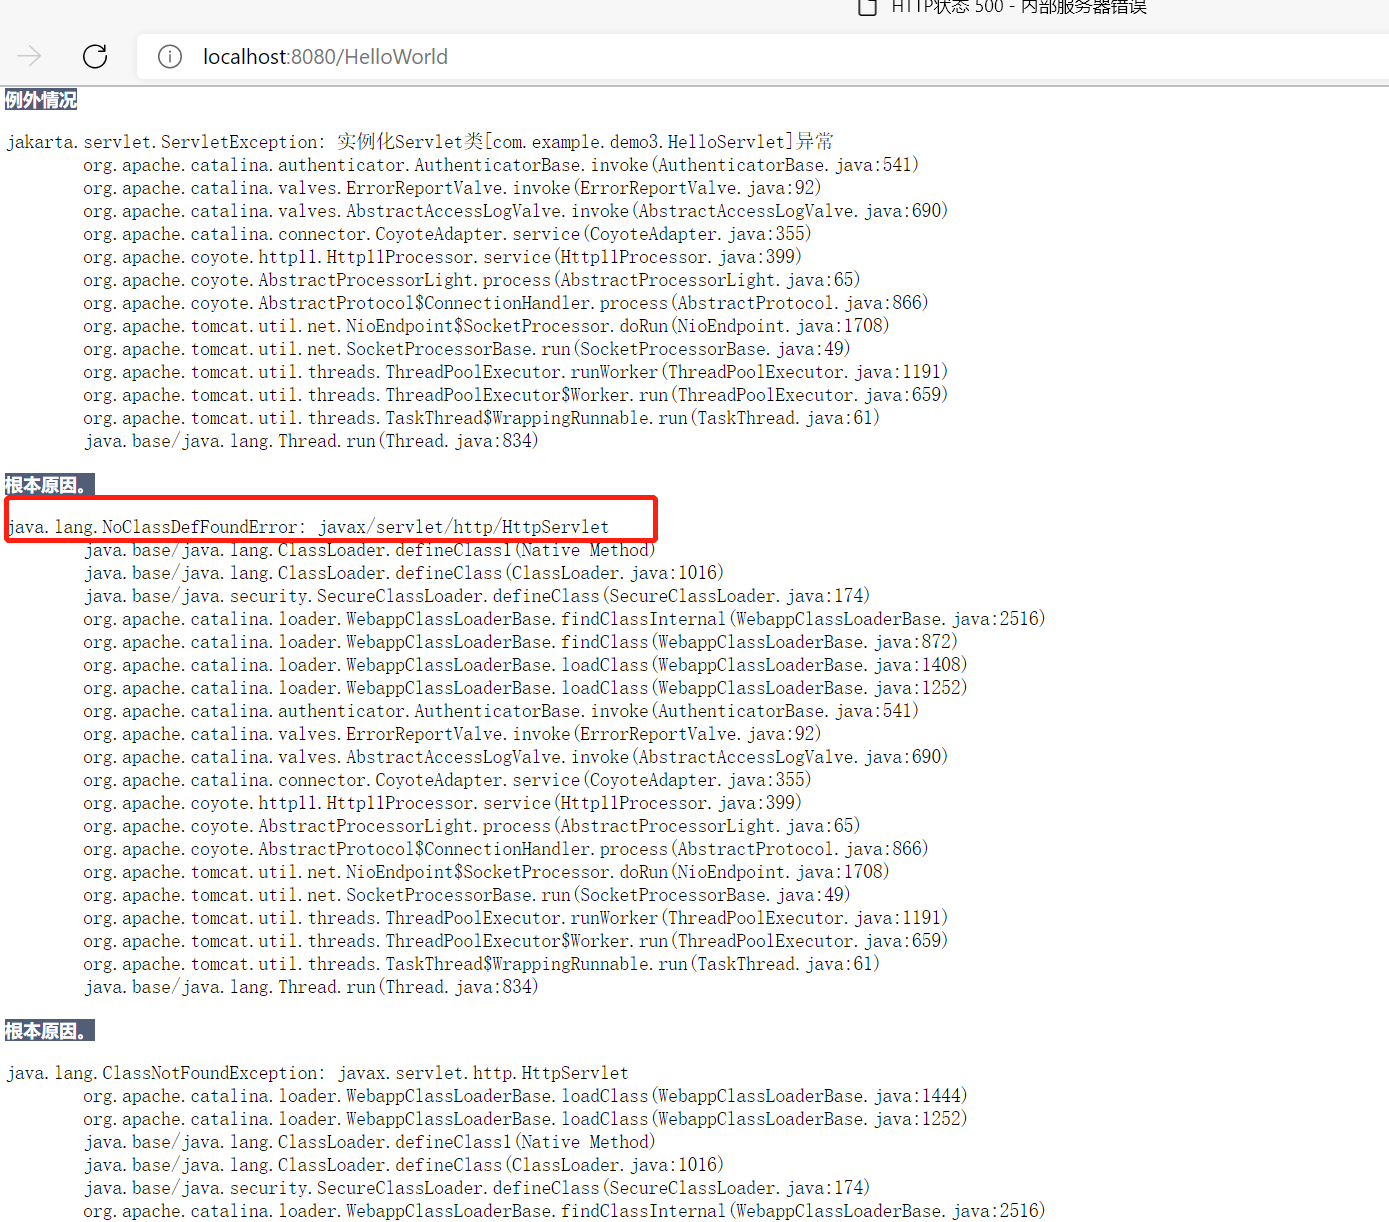 HTTP状态 500 - 内部服务器错误
localhost:8080/HelloWorld
例外情况
jakarta.servlet.ServletException: 实例化Servlet类[com.example.demo3.HelloServlet]异常
org.apache.catalina.authenticator.AuthenticatorBase.invoke(AuthenticatorBase.java:541)
org.apache.catalina.valves.ErrorReportValve.invoke(ErrorReportValve.java:92)
org.apache.catalina.valves.AbstractAccessLogValve.invoke(AbstractAccessLogValve.java:690)
org.apache.catalina.connector.CoyoteAdapter.service(CoyoteAdapter.java:355)
org.apache.coyote.http11.Http11Processor.service(Http11Processor.java:399)
org.apache.coyote.AbstractProcessorLight.process(AbstractProcessorLight.java:65)
org.apache.coyote.AbstractProtocol$ConnectionHandler.process(AbstractProtocol.java:866)
org.apache.tomcat.util.net.NioEndpoint$SocketProcessor.doRun(NioEndpoint.java:1708)
org.apache.tomcat.util.net.SocketProcessorBase.run(SocketProcessorBase.java:49)
org.apache.tomcat.util.threads.ThreadPoolExecutor.runWorker(ThreadPoolExecutor.java:1191)
org.apache.tomcat.util.threads.ThreadPoolExecutor$Worker.run(ThreadPoolExecutor.java:659)
org.apache.tomcat.util.threads.TaskThread$WrappingRunnable.run(TaskThread.java:61)
java.base/java.lang.Thread.run(Thread.java:834)
根本原因。
java.lang.NoClassDefFoundError: javax/servlet/http/HttpServlet
java.base/java.lang.ClassLoader.defineClass1(Native Method)
java.base/java.lang.ClassLoader.defineClass(ClassLoader.java:1016)
java.base/java.security.SecureClassLoader.defineClass(SecureClassLoader.java:174)
org.apache.catalina.loader.WebappClassLoaderBase.findClassInternal(WebappClassLoaderBase.java:2516)
org.apache.catalina.loader.WebappClassLoaderBase.findClass(WebappClassLoaderBase.java:872)
org.apache.catalina.loader.WebappClassLoaderBase.loadClass(WebappClassLoaderBase.java:1408)
org.apache.catalina.loader.WebappClassLoaderBase.loadClass(WebappClassLoaderBase.java:1252)
org.apache.catalina.authenticator.AuthenticatorBase.invoke(AuthenticatorBase.java:541)
org.apache.catalina.valves.ErrorReportValve.invoke(ErrorReportValve.java:92)
org.apache.catalina.valves.AbstractAccessLogValve.invoke(AbstractAccessLogValve.java:690)
org.apache.catalina.connector.CoyoteAdapter.service(CoyoteAdapter.java:355)
org.apache.coyote.http11.Http11Processor.service(Http11Processor.java:399)
org.apache.coyote.AbstractProcessorLight.process(AbstractProcessorLight.java:65)
org.apache.coyote.AbstractProtocol$ConnectionHandler.process(AbstractProtocol.java:866)
org.apache.tomcat.util.net.NioEndpoint$SocketProcessor.doRun(NioEndpoint.java:1708)
org.apache.tomcat.util.net.SocketProcessorBase.run(SocketProcessorBase.java:49)
org.apache.tomcat.util.threads.ThreadPoolExecutor.runWorker(ThreadPoolExecutor.java:1191)
org.apache.tomcat.util.threads.ThreadPoolExecutor$Worker.run(ThreadPoolExecutor.java:659)
org.apache.tomcat.util.threads.TaskThread$WrappingRunnable.run(TaskThread.java:61)
java.base/java.lang.Thread.run(Thread.java:834)
根本原因。
java.lang.ClassNotFoundException: javax.servlet.http.HttpServlet
org.apache.catalina.loader.WebappClassLoaderBase.loadClass(WebappClassLoaderBase.java:1444)
org.apache.catalina.loader.WebappClassLoaderBase.loadClass(WebappClassLoaderBase.java:1252)
java.base/java.lang.ClassLoader.defineClass1(Native Method)
java.base/java.lang.ClassLoader.defineClass(ClassLoader.java:1016)
java.base/java.security.SecureClassLoader.defineClass(SecureClassLoader.java:174)
org.apache.catalina.loader.WebappClassLoaderBase.findClassInternal(WebappClassLoaderBase.java:2516)